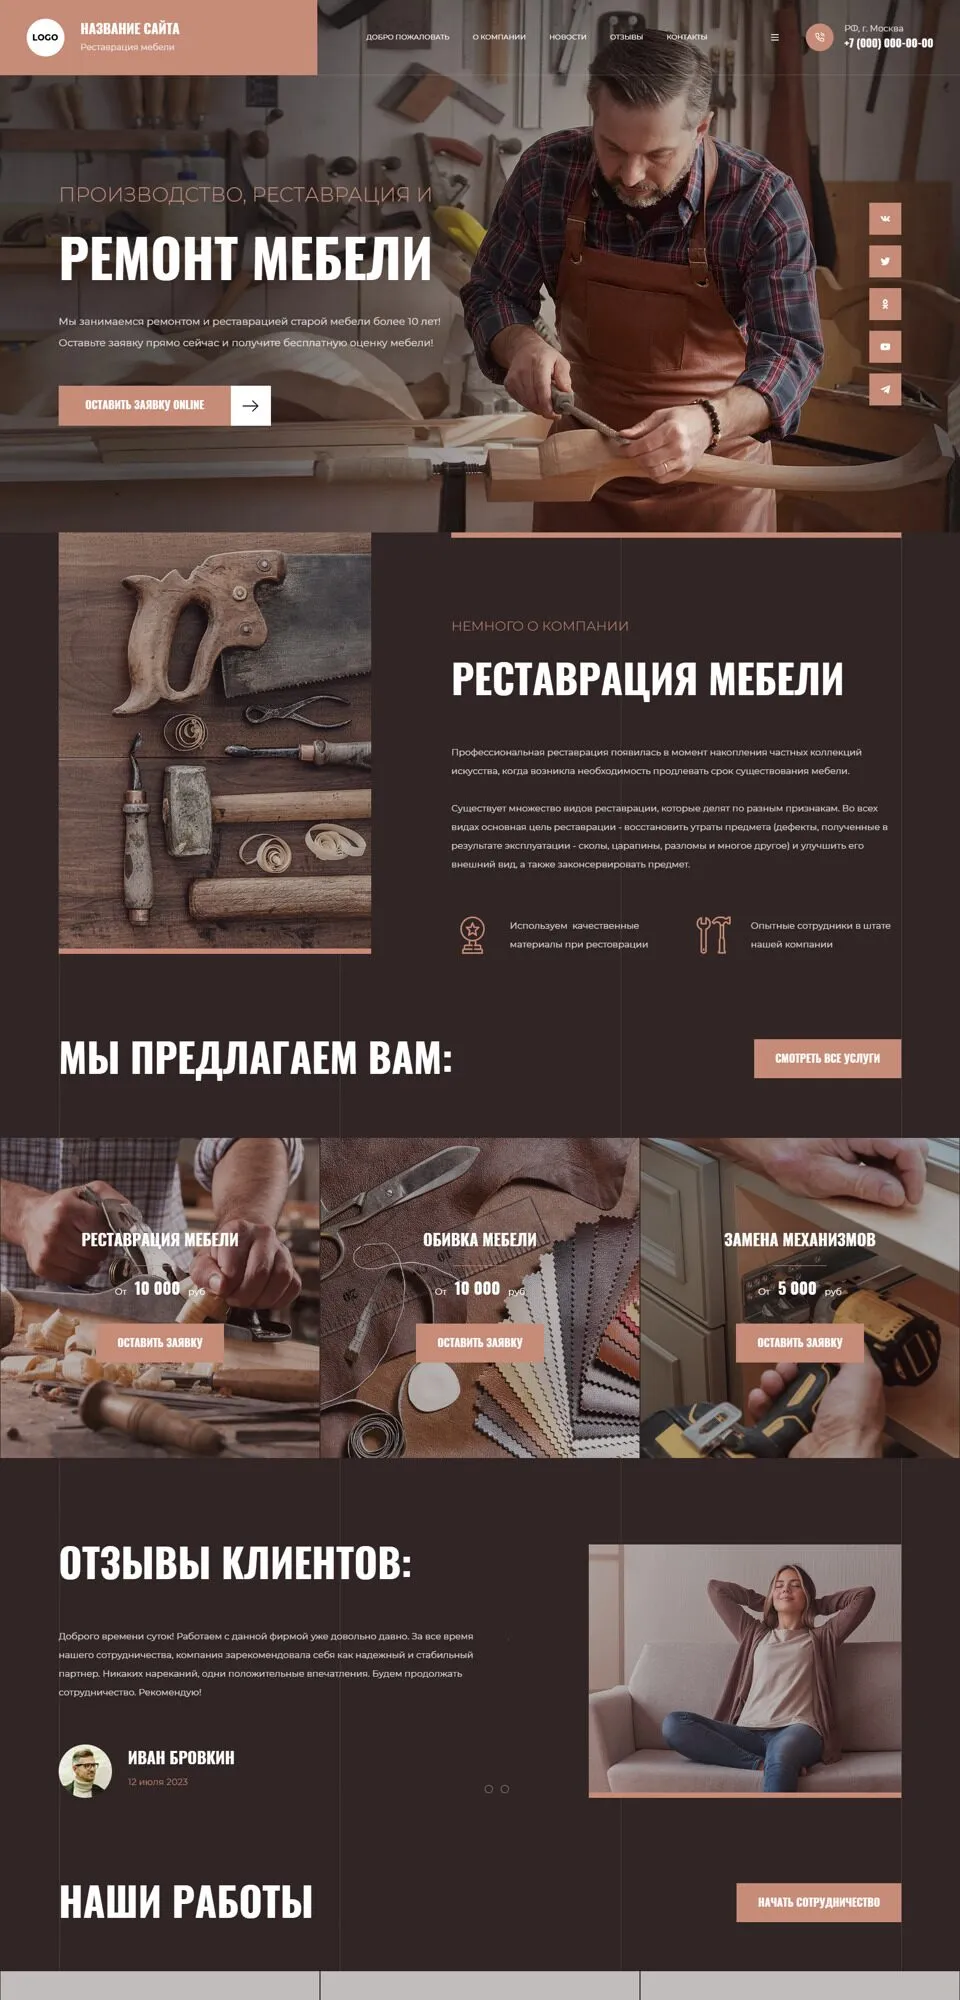 LOGO
НАЗВАНИЕ САЙТА
Реставрация мебели
ДОБРО ПОЖАЛОВАТЬ
О КОМПАНИИ
НОВОСТИ
ОТЗЫВЫ
КОНТАКТЫ
РФ, г. Москва
+7 (000) 000-00-00
ПРОИЗВОДСТВО, РЕСТАВРАЦИЯ И
РЕМОНТ МЕБЕЛИ
Мы занимаемся ремонтом и реставрацией старой мебели более 10 лет!
Оставьте заявку прямо сейчас и получите бесплатную оценку мебели!
ОСТАВИТЬ ЗАЯВКУ ONLINE
НЕМНОГО О КОМПАНИИ
РЕСТАВРАЦИЯ МЕБЕЛИ
Профессиональная реставрация появилась в момент накопления частных коллекций
искусства, когда возникла необходимость продлевать срок существования мебели.
Существует множество видов реставрации, которые делят по разным признакам. Во всех
видах основная цель реставрации - восстановить утраты предмета (дефекты, полученные в
результате эксплуатации - сколы, царапины, разломы и многое другое) и улучшить его
внешний вид, а также законсервировать предмет.
Используем качественные
материалы при рестоврации
Опытные сотрудники в штате
нашей компании
МЫ ПРЕДЛАГАЕМ ВАМ:
СМОТРЕТЬ ВСЕ УСЛУГИ
РЕСТАВРАЦИЯ МЕБЕЛИ
От 10 000 руб
ОСТАВИТЬ ЗАЯВКУ
ОБИВКА МЕБЕЛИ
От 10 000 руб
ОСТАВИТЬ ЗАЯВКУ
ЗАМЕНА МЕХАНИЗМОВ
От 5 000 руб
ОСТАВИТЬ ЗАЯВКУ
ОТЗЫВЫ КЛИЕНТОВ:
Доброго времени суток! Работаем с данной фирмой уже довольно давно. За все время
нашего сотрудничества, компания зарекомендовала себя как надежный и стабильный
партнер. Никаких нареканий, одни положительные впечатления. Будем продолжать
сотрудничество. Рекомендую!
ИВАН БРОВКИН
12 июля 2023
НАШИ РАБОТЫ
НАЧАТЬ СОТРУДНИЧЕСТВО